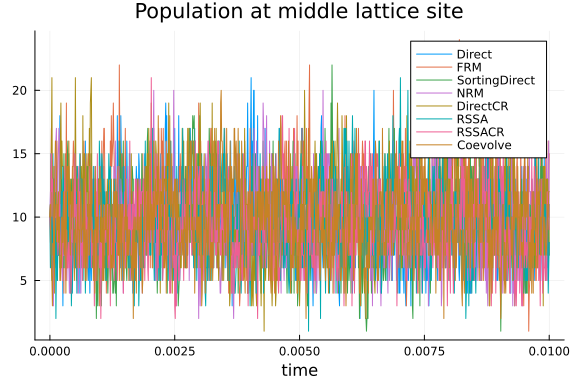 Population at middle lattice site
Direct
FRM
SortingDirect
NRM
DirectCR
RSSA
RSSACR
Coevolve
20
15
10
5
0.0000 0.0025 0.0050 0.0075 0.0100
time